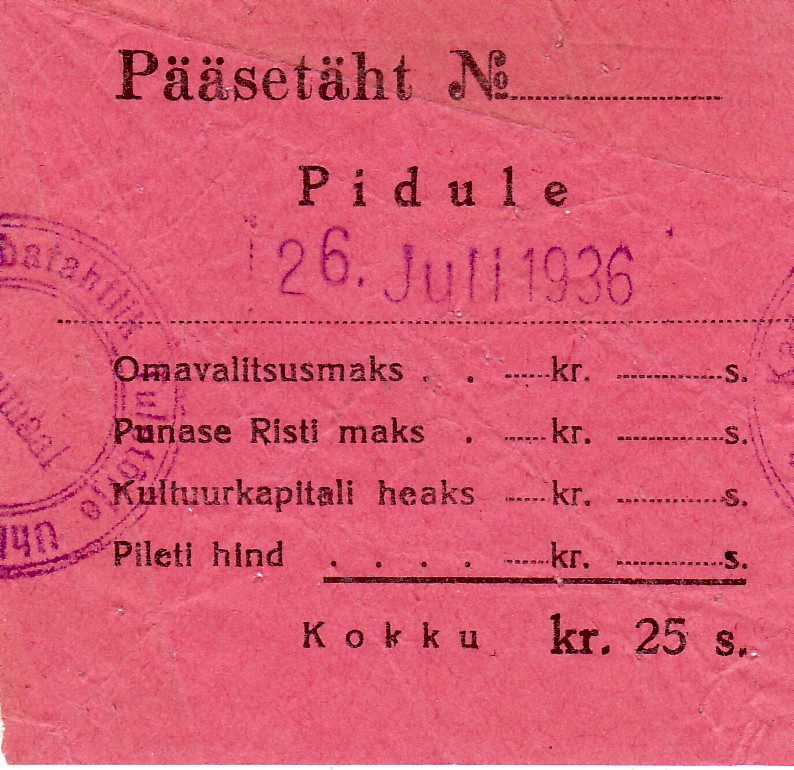 Pääsetäht №
Pidule
26. Juli 1936
Omavalitsusmaks . . kr. s.
Punase Risti maks . kr. s.
Kultuurkapitali heaks kr. s.
Pileti hind . . . . kr. s.
Kokku kr. 25 s.